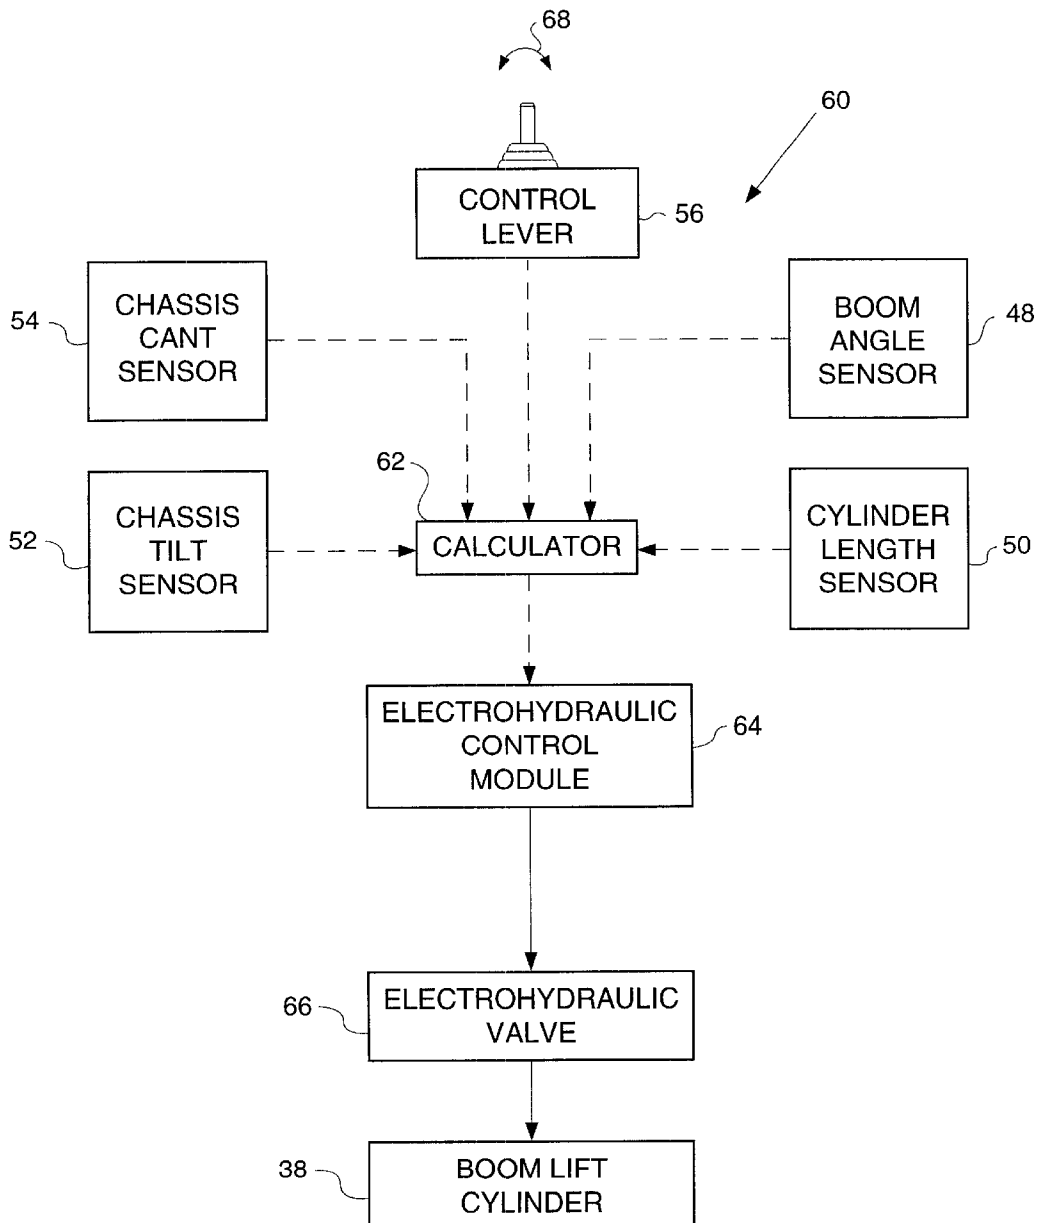 68
60
CONTROL
LEVER
56
CHASSIS
CANT
SENSOR
54
BOOM
ANGLE
SENSOR
48
62
CALCULATOR
CHASSIS
TILT
SENSOR
52
CYLINDER
LENGTH
SENSOR
50
ELECTROHYDRAULIC
CONTROL
MODULE
64
ELECTROHYDRAULIC
VALVE
66
BOOM LIFT
CYLINDER
38